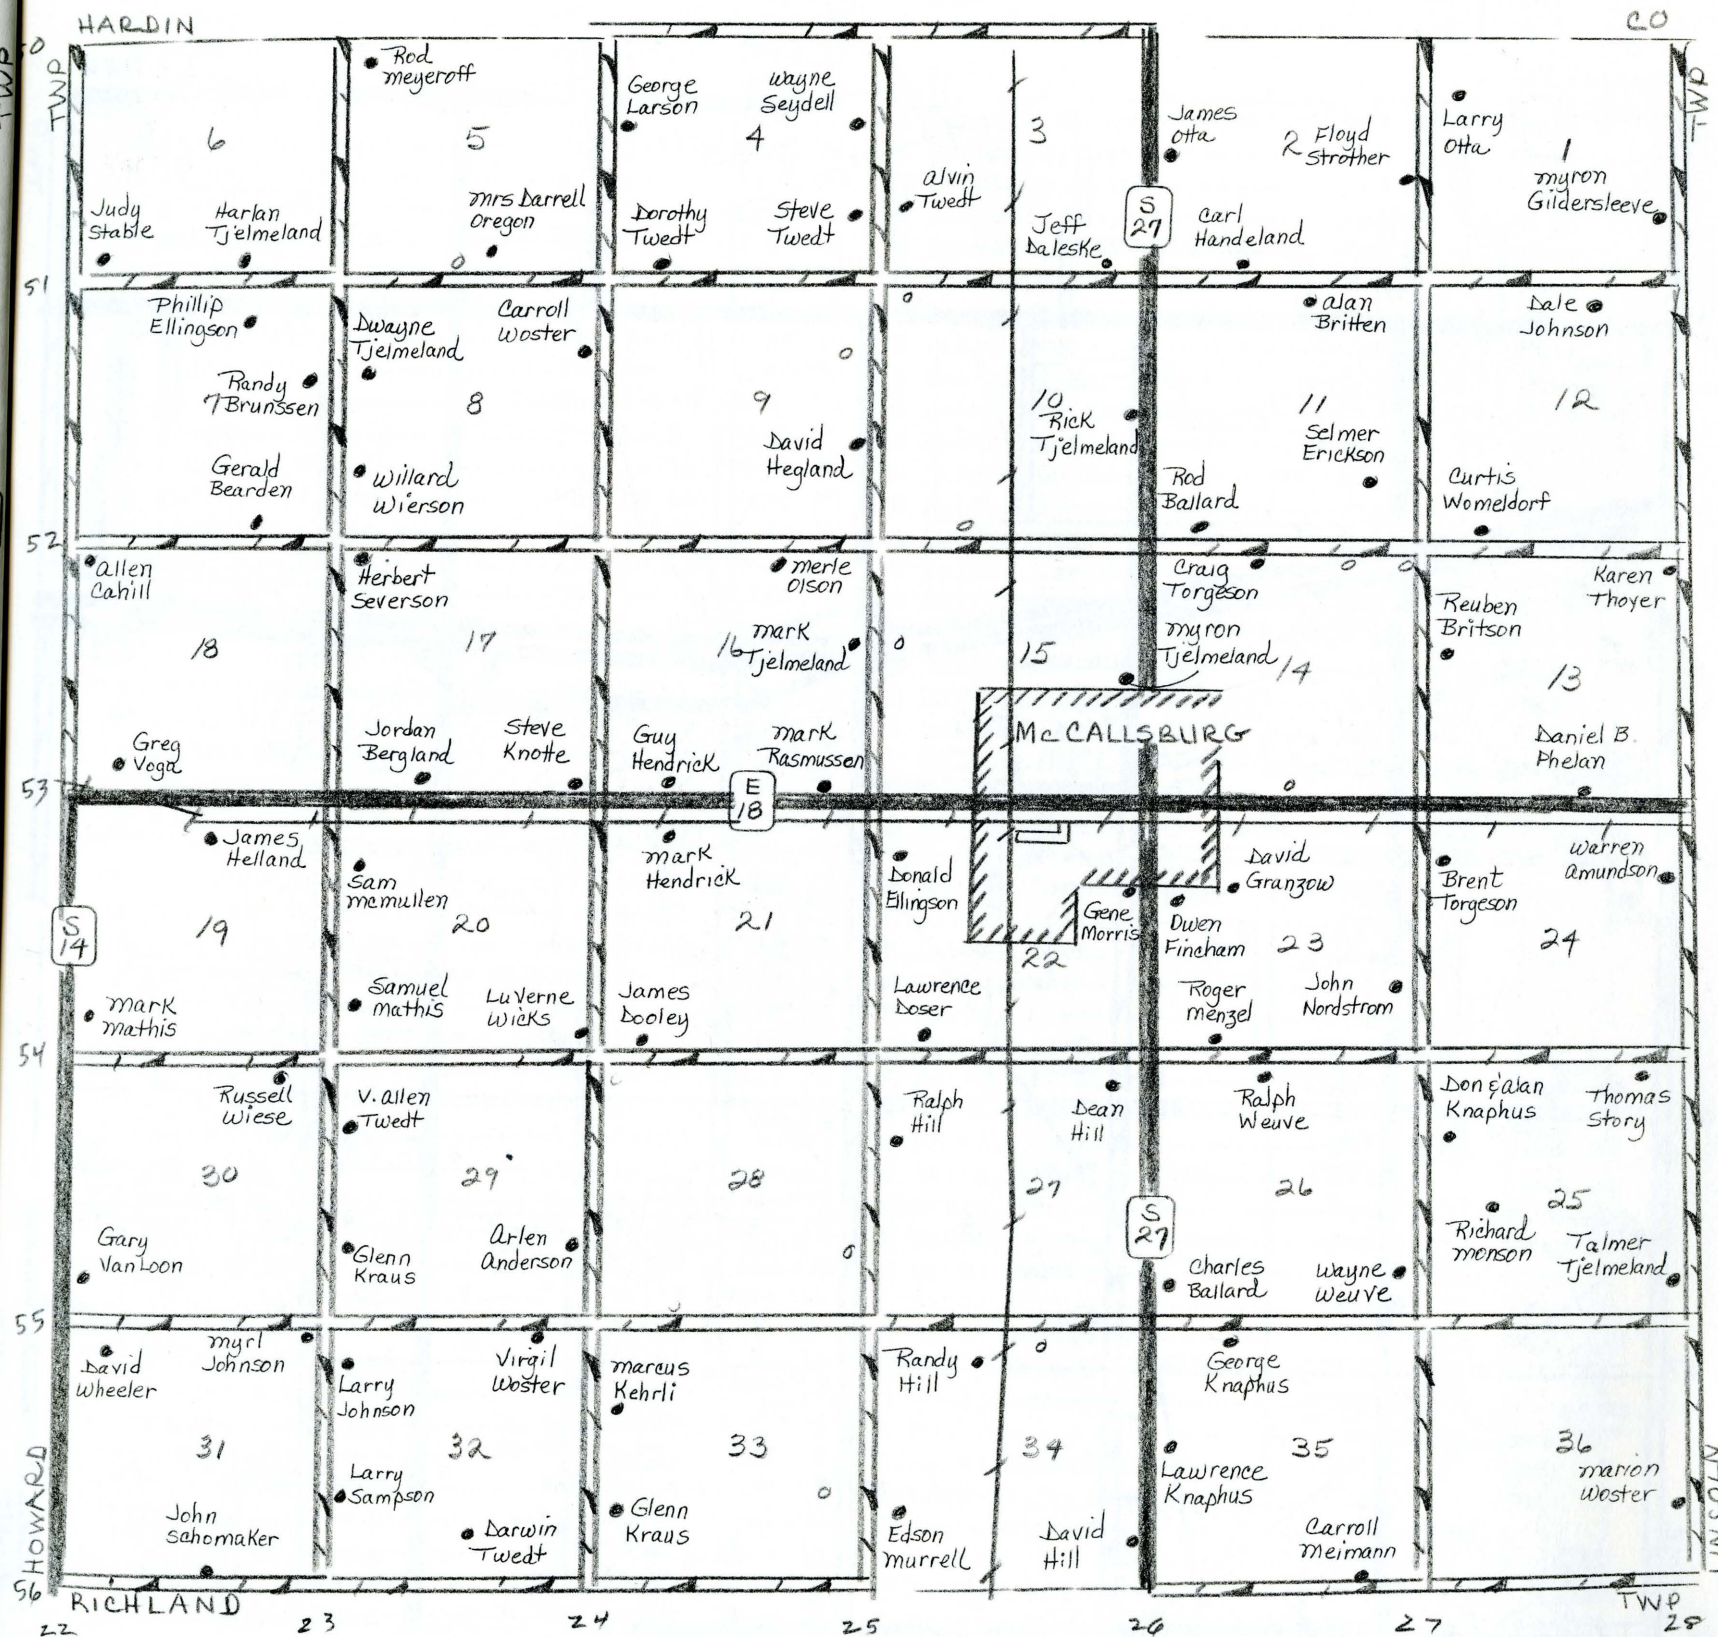 HARDIN
CO
TWP
50
TWP
TWP
Rod
Meyeroff
George
Larson
Wayne
Seydell
James
Otta
Floyd
Strother
Larry
Otta
6
5
4
3
2
1
Myron
Gildersleeve
Alvin
Twedt
S
27
Judy
Stable
Harlan
Tjelmeland
Mrs Darrell
Oregon
Dorothy
Twedt
Steve
Twedt
Jeff
Daleske
Carl
Handeland
51
Phillip
Ellingson
Dwayne
Tjelmeland
Carroll
Woster
Alan
Britten
Dale
Johnson
Randy
Brunssen
7
8
9
10
11
12
Rick
Tjelmeland
Selmer
Erickson
David
Hegland
Gerald
Bearden
Willard
Wierson
Rod
Ballard
Curtis
Womeldorf
52
Allen
Cahill
Herbert
Severson
Merle
Olson
Craig
Torgeson
Karen
Thoyer
Reuben
Britson
Mark
Tjelmeland
Myron
Tjelmeland
18
17
16
15
14
13
Greg
Voga
Jordan
Bergland
Steve
Knotte
Guy
Hendrick
Mark
Rasmussen
McCALLSBURG
Daniel B.
Phelan
53
E
18
James
Helland
Sam
McMullen
Mark
Hendrick
Donald
Ellingson
David
Granzow
Brent
Torgeson
Warren
Amundson
S
14
19
20
21
22
23
24
Gene
Morris
Owen
Fincham
Mark
Mathis
Samuel
Mathis
LuVerne
Wicks
James
Dooley
Lawrence
Doser
Roger
Menzel
John
Nordstrom
54
Russell
Wiese
V. Allen
Twedt
Ralph
Hill
Dean
Hill
Ralph
Weuve
Don & Alan
Knaphus
Thomas
Story
30
29
28
27
26
25
S
27
Gary
VanLoon
Glenn
Kraus
Arlen
Anderson
Charles
Ballard
Wayne
Weuve
Richard
Monson
Talmer
Tjelmeland
55
David
Wheeler
Myrl
Johnson
Larry
Johnson
Virgil
Woster
Marcus
Kehrli
Randy
Hill
George
Knaphus
31
32
33
34
35
36
Larry
Sampson
Lawrence
Knaphus
Marion
Woster
John
Schomaker
Darwin
Twedt
Glenn
Kraus
Edson
Murrell
David
Hill
Carroll
Meimann
HOWARD
56
RICHLAND
TWP
22
23
24
25
26
27
28